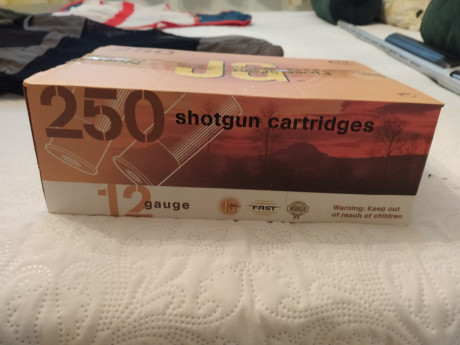 250 shotgun cartridges
12 gauge
JG
FAST
Warning: Keep out
of reach of children